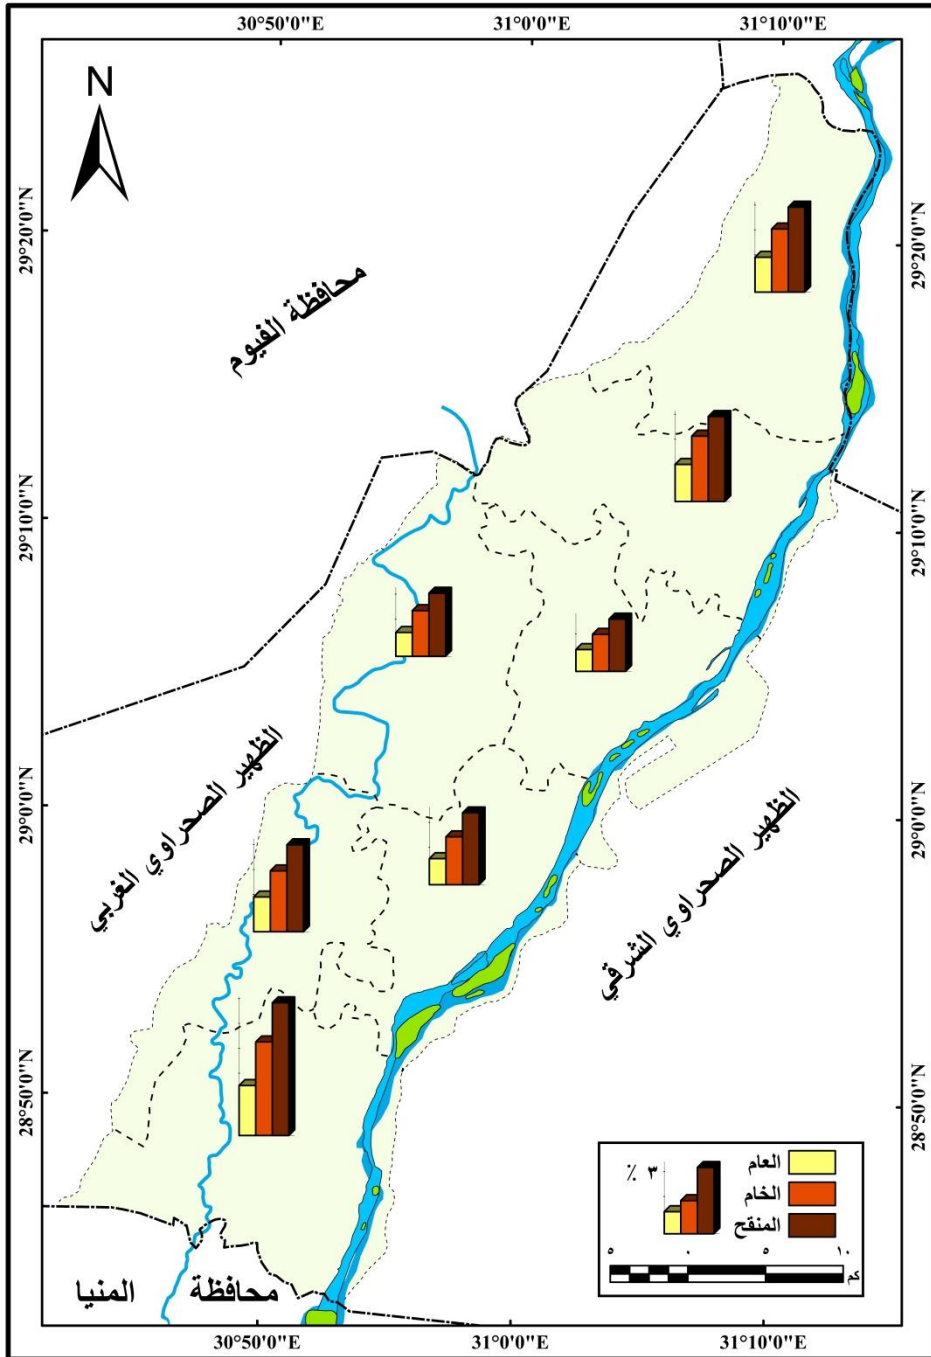 30°50'0"E 31°0'0"E 31°10'0"E
N
29°20'0"N
29°20'0"N
محافظة الفيوم
29°10'0"N
29°10'0"N
الظهير الصحراوي الغربي
29°0'0"N
29°0'0"N
الظهير الصحراوي الشرقي
28°50'0"N
28°50'0"N
٣ ٪
العام
الخام
المنقح
٥ ٠ ٥ ١٠
كم
محافظة المنيا
30°50'0"E 31°0'0"E 31°10'0"E